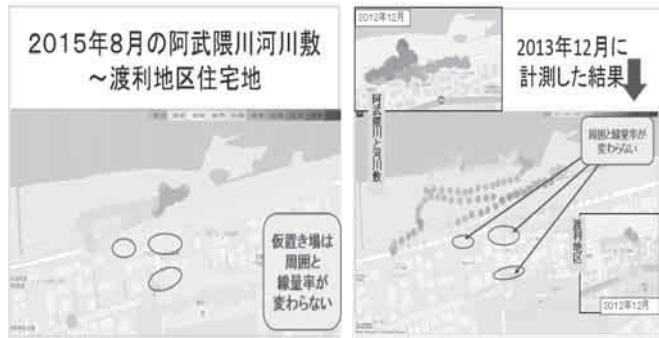 2015年8月の阿武隈川河川敷
～渡利地区住宅地
仮置き場は
周囲と
線量率が
変わらない
2012年12月
2013年12月に
計測した結果
阿武隈川と河川敷
周囲と線量率が
変わらない
渡利地区
2012年12月